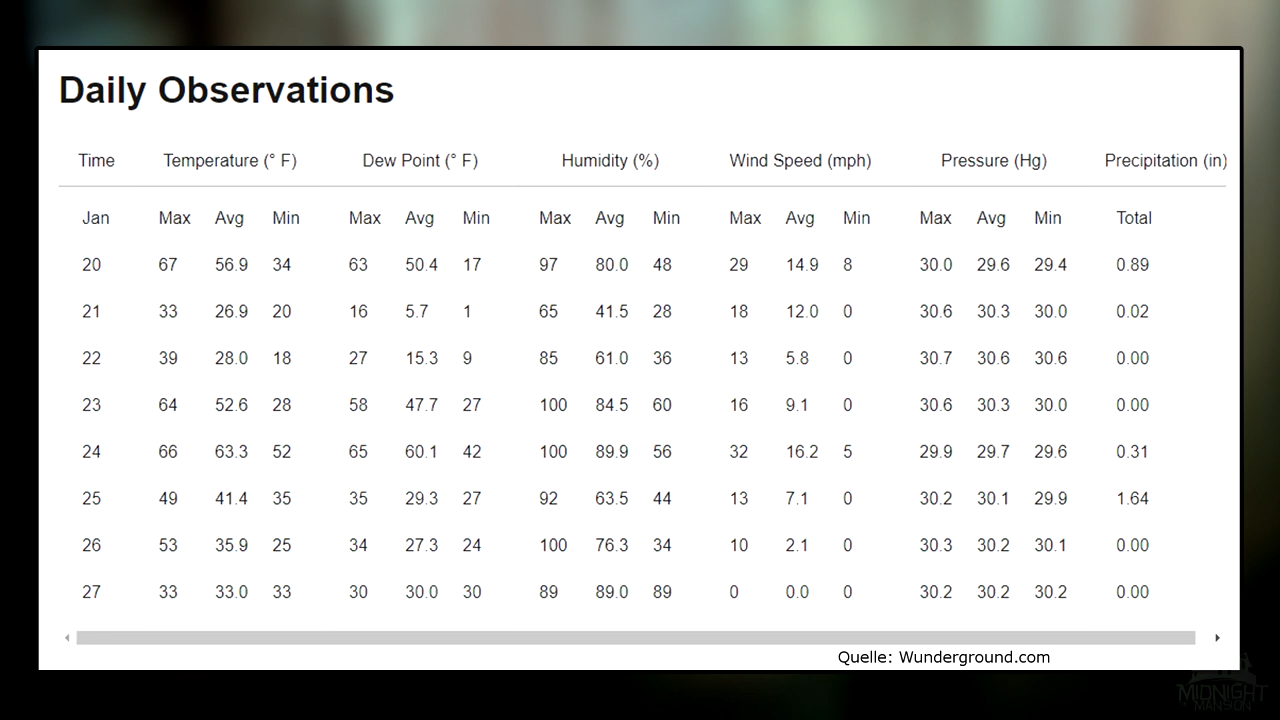 Daily Observations
Time Temperature (° F) Dew Point (° F) Humidity (%) Wind Speed (mph) Pressure (Hg) Precipitation (in)
Jan Max Avg Min Max Avg Min Max Avg Min Max Avg Min Max Avg Min Total
20 67 56.9 34 63 50.4 17 97 80.0 48 29 14.9 8 30.0 29.6 29.4 0.89
21 33 26.9 20 16 5.7 1 65 41.5 28 18 12.0 0 30.6 30.3 30.0 0.02
22 39 28.0 18 27 15.3 9 85 61.0 36 13 5.8 0 30.7 30.6 30.6 0.00
23 64 52.6 28 58 47.7 27 100 84.5 60 16 9.1 0 30.6 30.3 30.0 0.00
24 66 63.3 52 65 60.1 42 100 89.9 56 32 16.2 5 29.9 29.7 29.6 0.31
25 49 41.4 35 35 29.3 27 92 63.5 44 13 7.1 0 30.2 30.1 29.9 1.64
26 53 35.9 25 34 27.3 24 100 76.3 34 10 2.1 0 30.3 30.2 30.1 0.00
27 33 33.0 33 30 30.0 30 89 89.0 89 0 0.0 0 30.2 30.2 30.2 0.00
Quelle: Wunderground.com
MIDNIGHT
MANSION